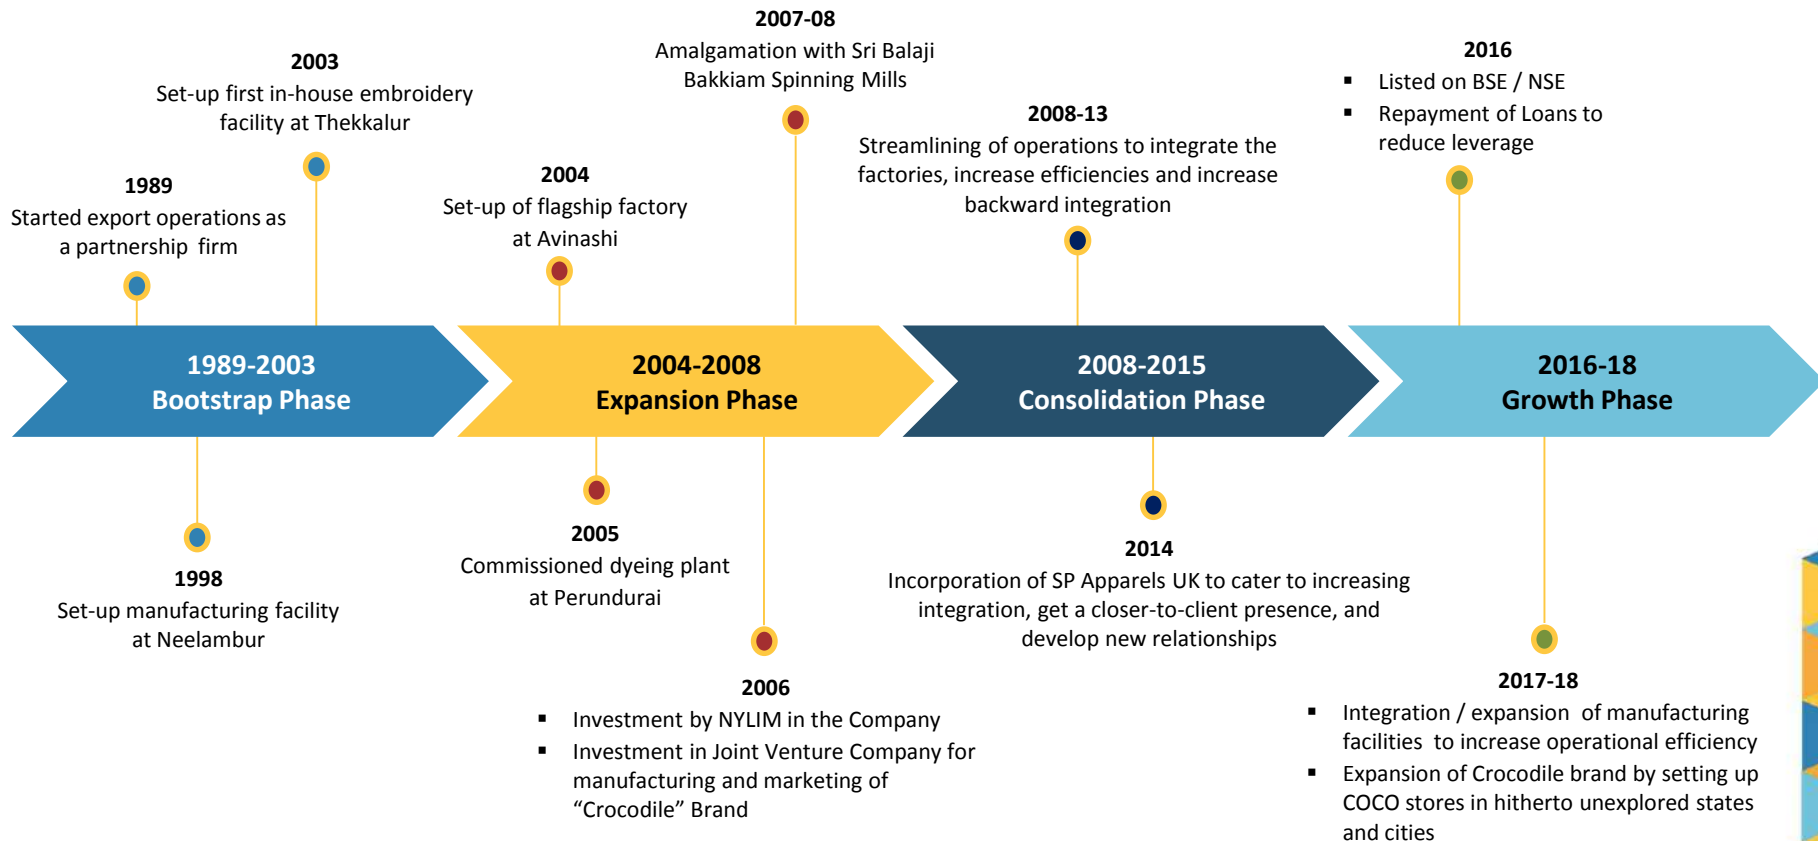 2007-08
Amalgamation with Sri Balaji
Bakkiam Spinning Mills
2003
Set-up first in-house embroidery
facility at Thekkalur
2016
▪ Listed on BSE / NSE
▪ Repayment of Loans to
reduce leverage
2008-13
Streamlining of operations to integrate the
factories, increase efficiencies and increase
backward integration
1989
Started export operations as
a partnership firm
2004
Set-up of flagship factory
at Avinashi
1989-2003
Bootstrap Phase
2004-2008
Expansion Phase
2008-2015
Consolidation Phase
2016-18
Growth Phase
1998
Set-up manufacturing facility
at Neelambur
2005
Commissioned dyeing plant
at Perundurai
2014
Incorporation of SP Apparels UK to cater to increasing
integration, get a closer-to-client presence, and
develop new relationships
2006
▪ Investment by NYLIM in the Company
▪ Investment in Joint Venture Company for
manufacturing and marketing of
“Crocodile” Brand
2017-18
▪ Integration / expansion of manufacturing
facilities to increase operational efficiency
▪ Expansion of Crocodile brand by setting up
COCO stores in hitherto unexplored states
and cities